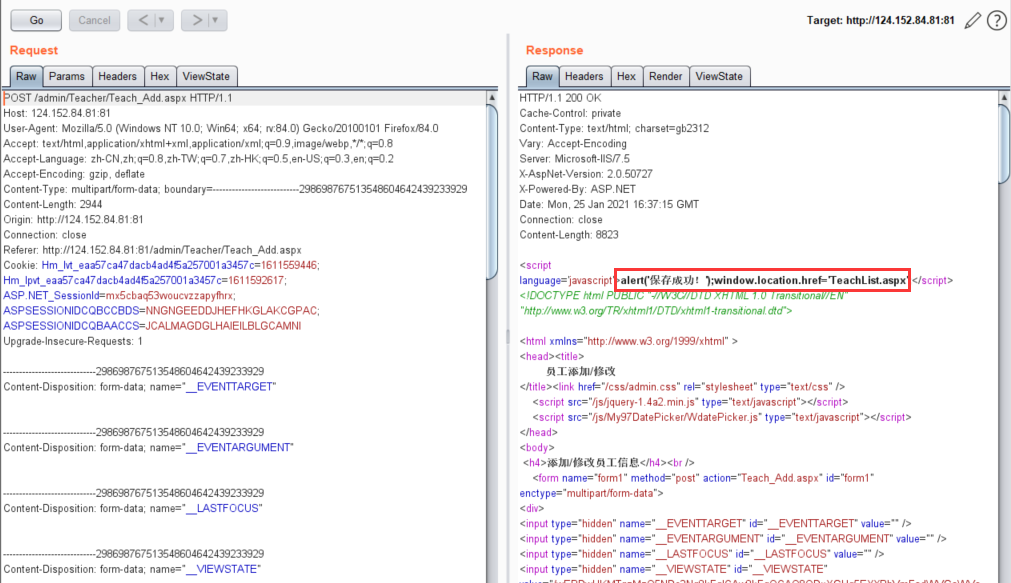 Go
Cancel
<
>
Target: http://124.152.84.81:81
?
Request
Raw
Params
Headers
Hex
ViewState
POST /admin/Teacher/Teach_Add.aspx HTTP/1.1
Host: 124.152.84.81:81
User-Agent: Mozilla/5.0 (Windows NT 10.0; Win64; x64; rv:84.0) Gecko/20100101 Firefox/84.0
Accept: text/html,application/xhtml+xml,application/xml;q=0.9,image/webp,*/*;q=0.8
Accept-Language: zh-CN,zh;q=0.8,zh-TW;q=0.7,zh-HK;q=0.5,en-US;q=0.3,en;q=0.2
Accept-Encoding: gzip, deflate
Content-Type: multipart/form-data; boundary=---------------------------298698767513548604642439233929
Content-Length: 2944
Origin: http://124.152.84.81:81
Connection: close
Referer: http://124.152.84.81:81/admin/Teacher/Teach_Add.aspx
Cookie: Hm_lvt_eaa57ca47dacb4ad4f5a257001a3457c=1611559446;
Hm_lpvt_eaa57ca47dacb4ad4f5a257001a3457c=1611592617;
ASP.NET_SessionId=mx5cbaq53woucvzzapyfhrx;
ASPSESSIONIDCQBCCBDS=NNGNGEEDDJHEFHKGLAKCGPAC;
ASPSESSIONIDCQBAACCS=JCALMAGDGLHAIEILBLGCAMNI
Upgrade-Insecure-Requests: 1
-----------------------------298698767513548604642439233929
Content-Disposition: form-data; name="__EVENTTARGET"
-----------------------------298698767513548604642439233929
Content-Disposition: form-data; name="__EVENTARGUMENT"
-----------------------------298698767513548604642439233929
Content-Disposition: form-data; name="__LASTFOCUS"
-----------------------------298698767513548604642439233929
Content-Disposition: form-data; name="__VIEWSTATE"
Response
Raw
Headers
Hex
Render
ViewState
HTTP/1.1 200 OK
Cache-Control: private
Content-Type: text/html; charset=gb2312
Vary: Accept-Encoding
Server: Microsoft-IIS/7.5
X-AspNet-Version: 2.0.50727
X-Powered-By: ASP.NET
Date: Mon, 25 Jan 2021 16:37:15 GMT
Connection: close
Content-Length: 8823
<script
language='javascript'>alert('保存成功！');window.location.href='TeachList.aspx'</script>
<!DOCTYPE html PUBLIC "-//W3C//DTD XHTML 1.0 Transitional//EN"
"http://www.w3.org/TR/xhtml1/DTD/xhtml1-transitional.dtd">
<html xmlns="http://www.w3.org/1999/xhtml" >
<head><title>
员工添加/修改
</title><link href="/css/admin.css" rel="stylesheet" type="text/css" />
<script src="/js/jquery-1.4a2.min.js" type="text/javascript"></script>
<script src="/js/My97DatePicker/WdatePicker.js" type="text/javascript"></script>
</head>
<body>
<h4>添加/修改员工信息</h4><br />
<form name="form1" method="post" action="Teach_Add.aspx" id="form1"
enctype="multipart/form-data">
<div>
<input type="hidden" name="__EVENTTARGET" id="__EVENTTARGET" value="" />
<input type="hidden" name="__EVENTARGUMENT" id="__EVENTARGUMENT" value="" />
<input type="hidden" name="__LASTFOCUS" id="__LASTFOCUS" value="" />
<input type="hidden" name="__VIEWSTATE" id="__VIEWSTATE"